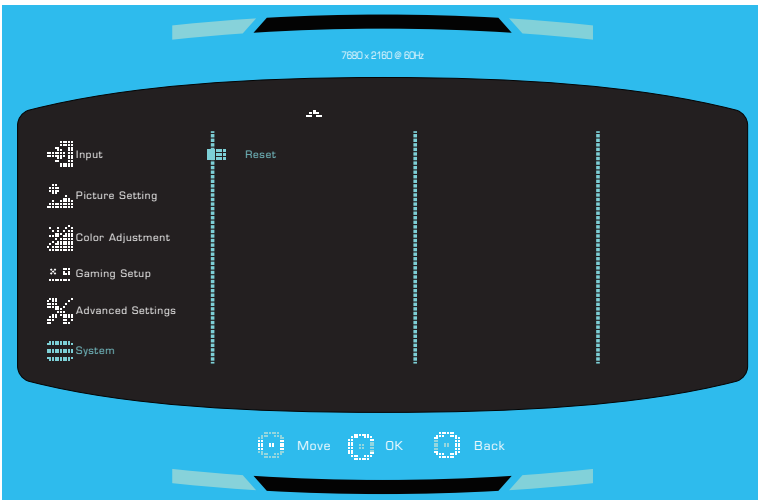 7680 x 2160 @ 60Hz
Input
Reset
Picture Setting
Color Adjustment
Gaming Setup
Advanced Settings
System
Move
OK
Back